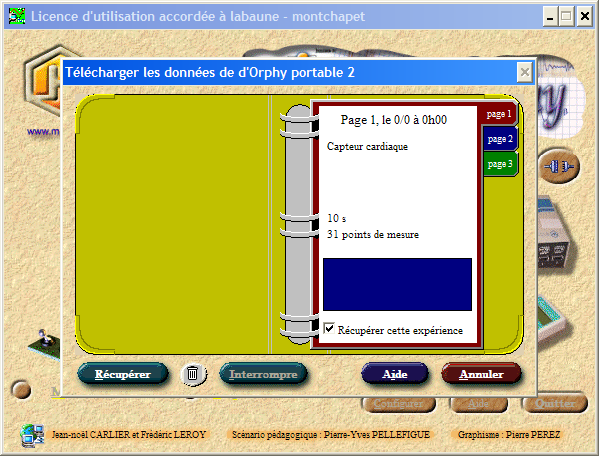 Licence d'utilisation accordée à labaune - montchapet
Télécharger les données de d'Orphy portable 2
www.m
Page 1, le 0/0 à 0h00
page 1
page 2
page 3
Capteur cardiaque
10 s
31 points de mesure
Récupérer cette expérience
Récupérer
Interrompre
Aide
Annuler
Configurer
Aide
Quitter
Jean-noël CARLIER et Frédéric LEROY
Scénario pédagogique : Pierre-Yves PELLEFIGUE
Graphisme : Pierre PEREZ